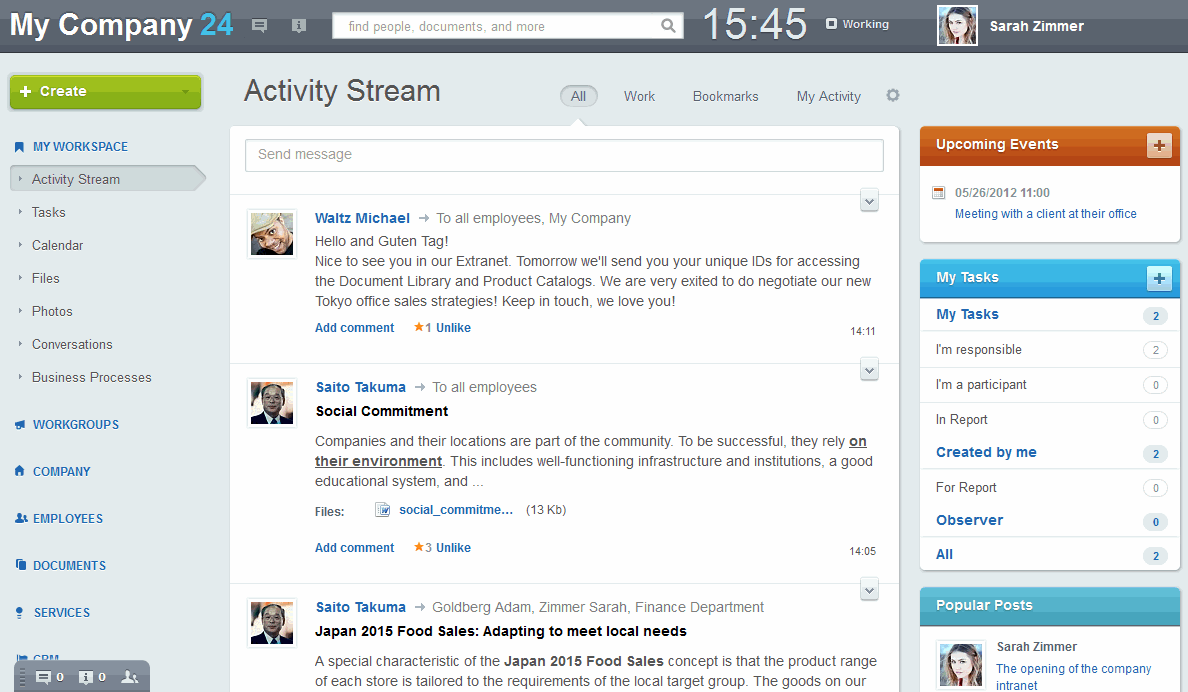 My Company 24
find people, documents, and more
15:45
Working
Sarah Zimmer
Create
MY WORKSPACE
Activity Stream
Tasks
Calendar
Files
Photos
Conversations
Business Processes
WORKGROUPS
COMPANY
EMPLOYEES
DOCUMENTS
SERVICES
CRM
0 0
Activity Stream
All Work Bookmarks My Activity
Send message
Waltz Michael → To all employees, My Company
Hello and Guten Tag!
Nice to see you in our Extranet. Tomorrow we'll send you your unique IDs for accessing
the Document Library and Product Catalogs. We are very exited to do negotiate our new
Tokyo office sales strategies! Keep in touch, we love you!
Add comment ★1 Unlike
14:11
Saito Takuma → To all employees
Social Commitment
Companies and their locations are part of the community. To be successful, they rely on
their environment. This includes well-functioning infrastructure and institutions, a good
educational system, and ...
Files: social_commitme... (13 Kb)
Add comment ★3 Unlike
14:05
Saito Takuma → Goldberg Adam, Zimmer Sarah, Finance Department
Japan 2015 Food Sales: Adapting to meet local needs
A special characteristic of the Japan 2015 Food Sales concept is that the product range
of each store is tailored to the requirements of the local target group. The goods on our
Upcoming Events +
05/26/2012 11:00
Meeting with a client at their office
My Tasks +
My Tasks 2
I'm responsible 2
I'm a participant 0
In Report 0
Created by me 2
For Report 0
Observer 0
All 2
Popular Posts
Sarah Zimmer
The opening of the company
intranet